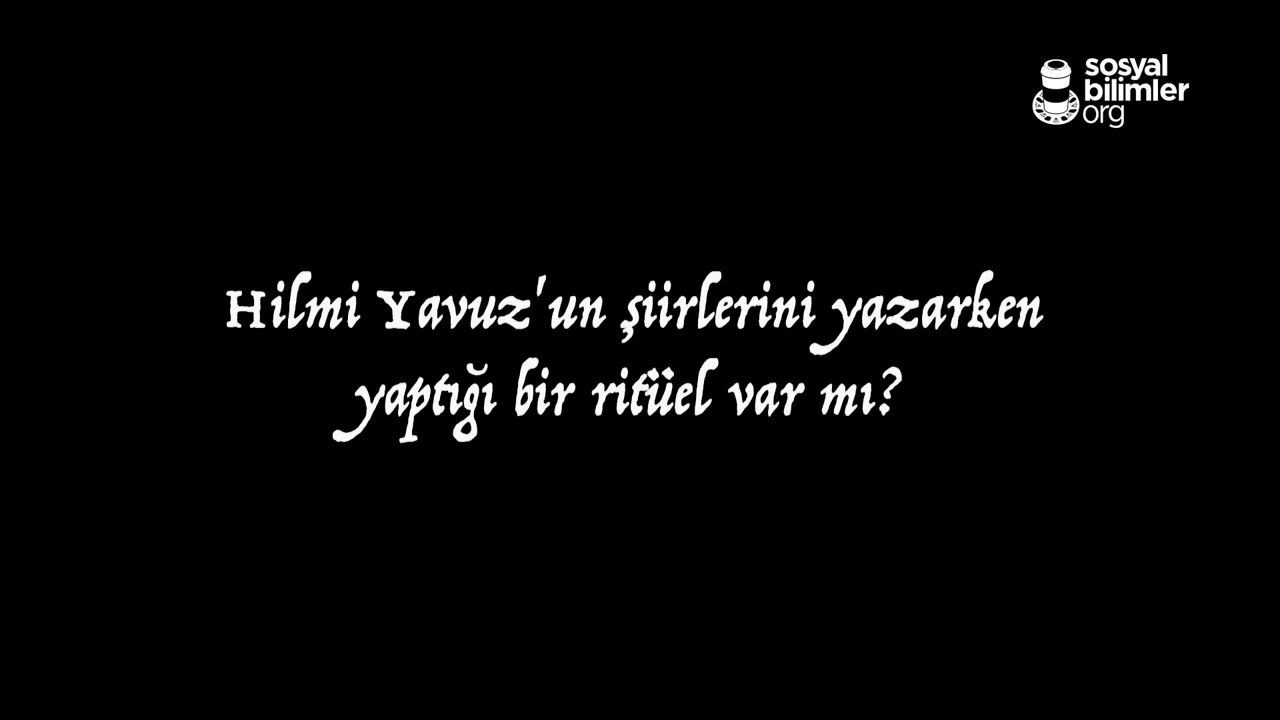 sosyal
bilimler
org
Hilmi Yavuz'un şiirlerini yazarken
yaptığı bir ritüel var mı?